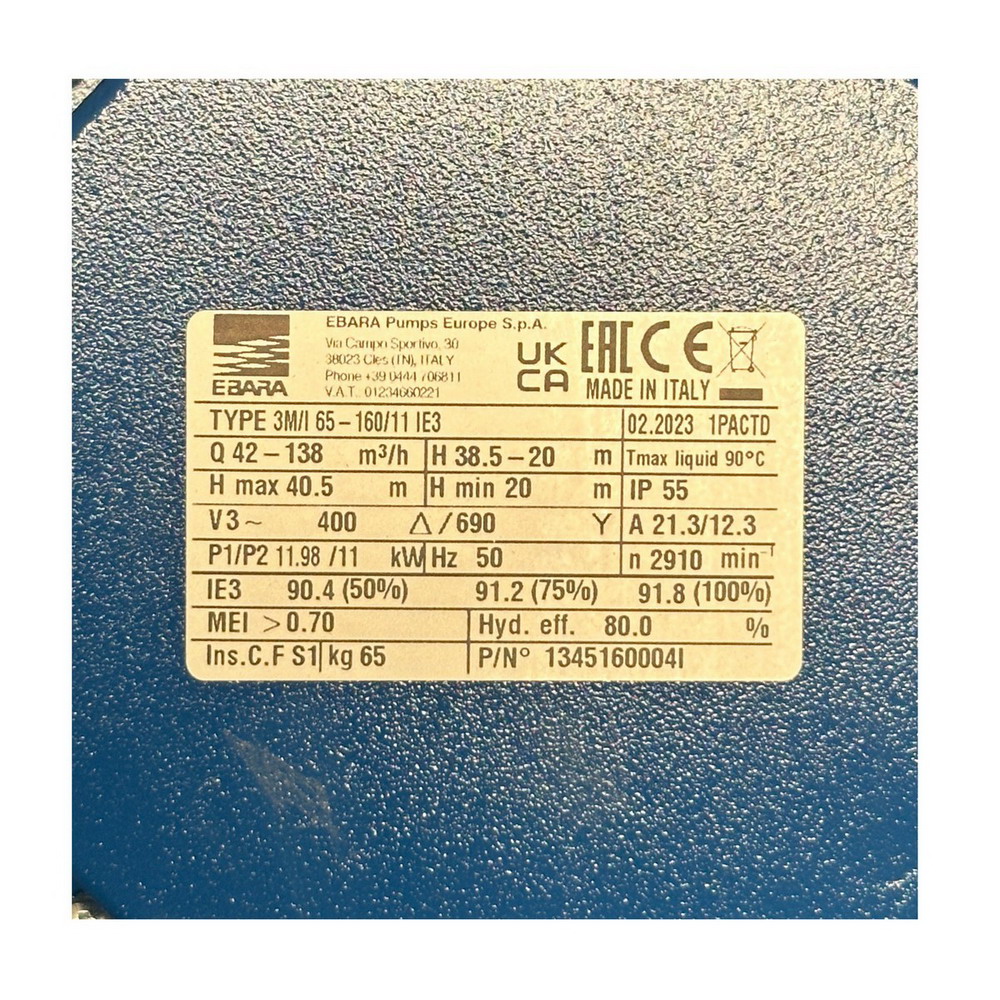 EBARA
EBARA Pumps Europe S.p.A.
Via Campo Sportivo, 30
38023 Cles (TN), ITALY
Phone +39 0444 706811
V.A.T. 01234660221
UK
CA
EAC CE
MADE IN ITALY
TYPE 3M/I 65-160/11 IE3 02.2023 1PACTD
Q 42-138 m³/h H 38.5-20 m Tmax liquid 90°C
H max 40.5 m H min 20 m IP 55
V3~ 400 Δ/690 Y A 21.3/12.3
P1/P2 11.98 /11 kW Hz 50 n 2910 min⁻¹
IE3 90.4 (50%) 91.2 (75%) 91.8 (100%)
MEI >0.70 Hyd. eff. 80.0 %
Ins.C.F S1 kg 65 P/N° 1345160004I